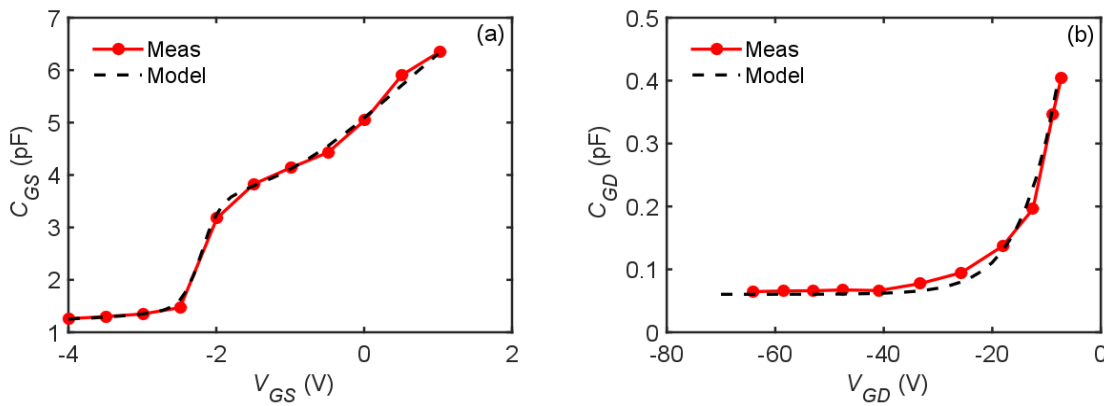 (a)
Meas
Model
7
6
5
4
3
2
1
C_GS (pF)
-4
-2
0
2
V_GS (V)
(b)
Meas
Model
0.5
0.4
0.3
0.2
0.1
0
C_GD (pF)
-80
-60
-40
-20
0
V_GD (V)